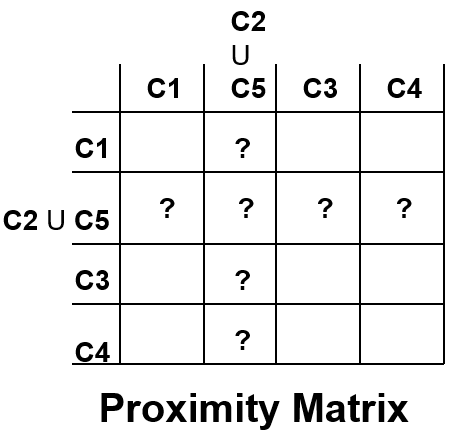 C2
U
C1 C5 C3 C4
C1 ?
C2 U C5 ? ? ? ?
C3 ?
C4 ?
Proximity Matrix